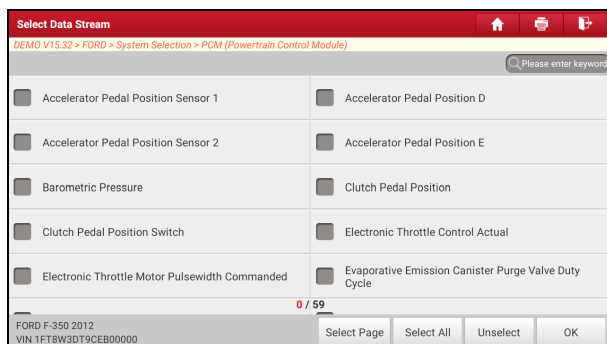 Select Data Stream
DEMO V15.32 > FORD > System Selection > PCM (Powertrain Control Module)
Please enter keyword
Accelerator Pedal Position Sensor 1
Accelerator Pedal Position D
Accelerator Pedal Position Sensor 2
Accelerator Pedal Position E
Barometric Pressure
Clutch Pedal Position
Clutch Pedal Position Switch
Electronic Throttle Control Actual
Electronic Throttle Motor Pulsewidth Commanded
Evaporative Emission Canister Purge Valve Duty
Cycle
0 / 59
FORD F-350 2012
VIN 1FT8W3DT9CEB00000
Select Page
Select All
Unselect
OK